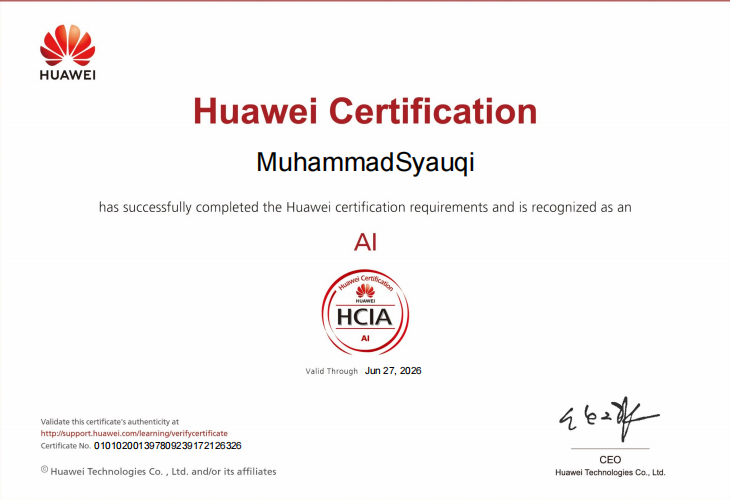 HUAWEI
Huawei Certification
MuhammadSyauqi
has successfully completed the Huawei certification requirements and is recognized as an
AI
Huawei Certification
HUAWEI
HCIA
AI
Valid Through Jun 27, 2026
Validate this certificate's authenticity at
http://support.huawei.com/learning/verifycertificate
Certificate No. 010102001397809239172126326
© Huawei Technologies Co. , Ltd. and/or its affiliates
CEO
Huawei Technologies Co., Ltd.